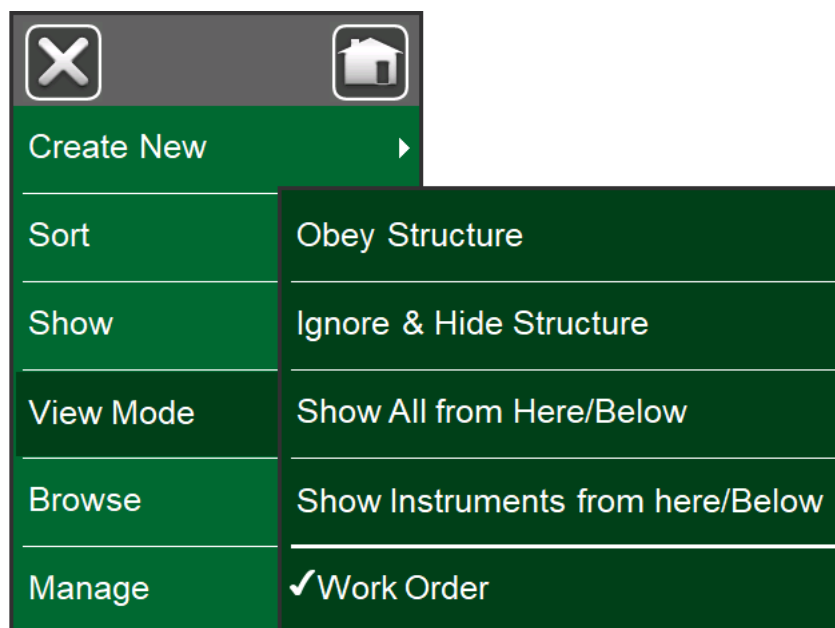 Create New
Sort
Show
View Mode
Browse
Manage
Obey Structure
Ignore & Hide Structure
Show All from Here/Below
Show Instruments from here/Below
✓Work Order